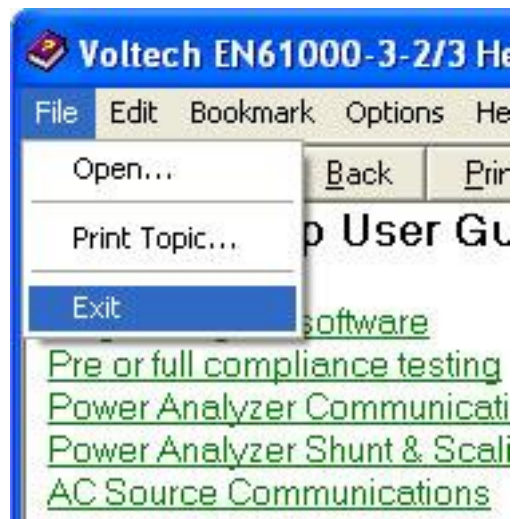 Voltech EN61000-3-2/3 He
File Edit Bookmark Options He
Open...
Back Prin
Print Topic...
p User Gu
Exit
software
Pre or full compliance testing
Power Analyzer Communicati
Power Analyzer Shunt & Scali
AC Source Communications